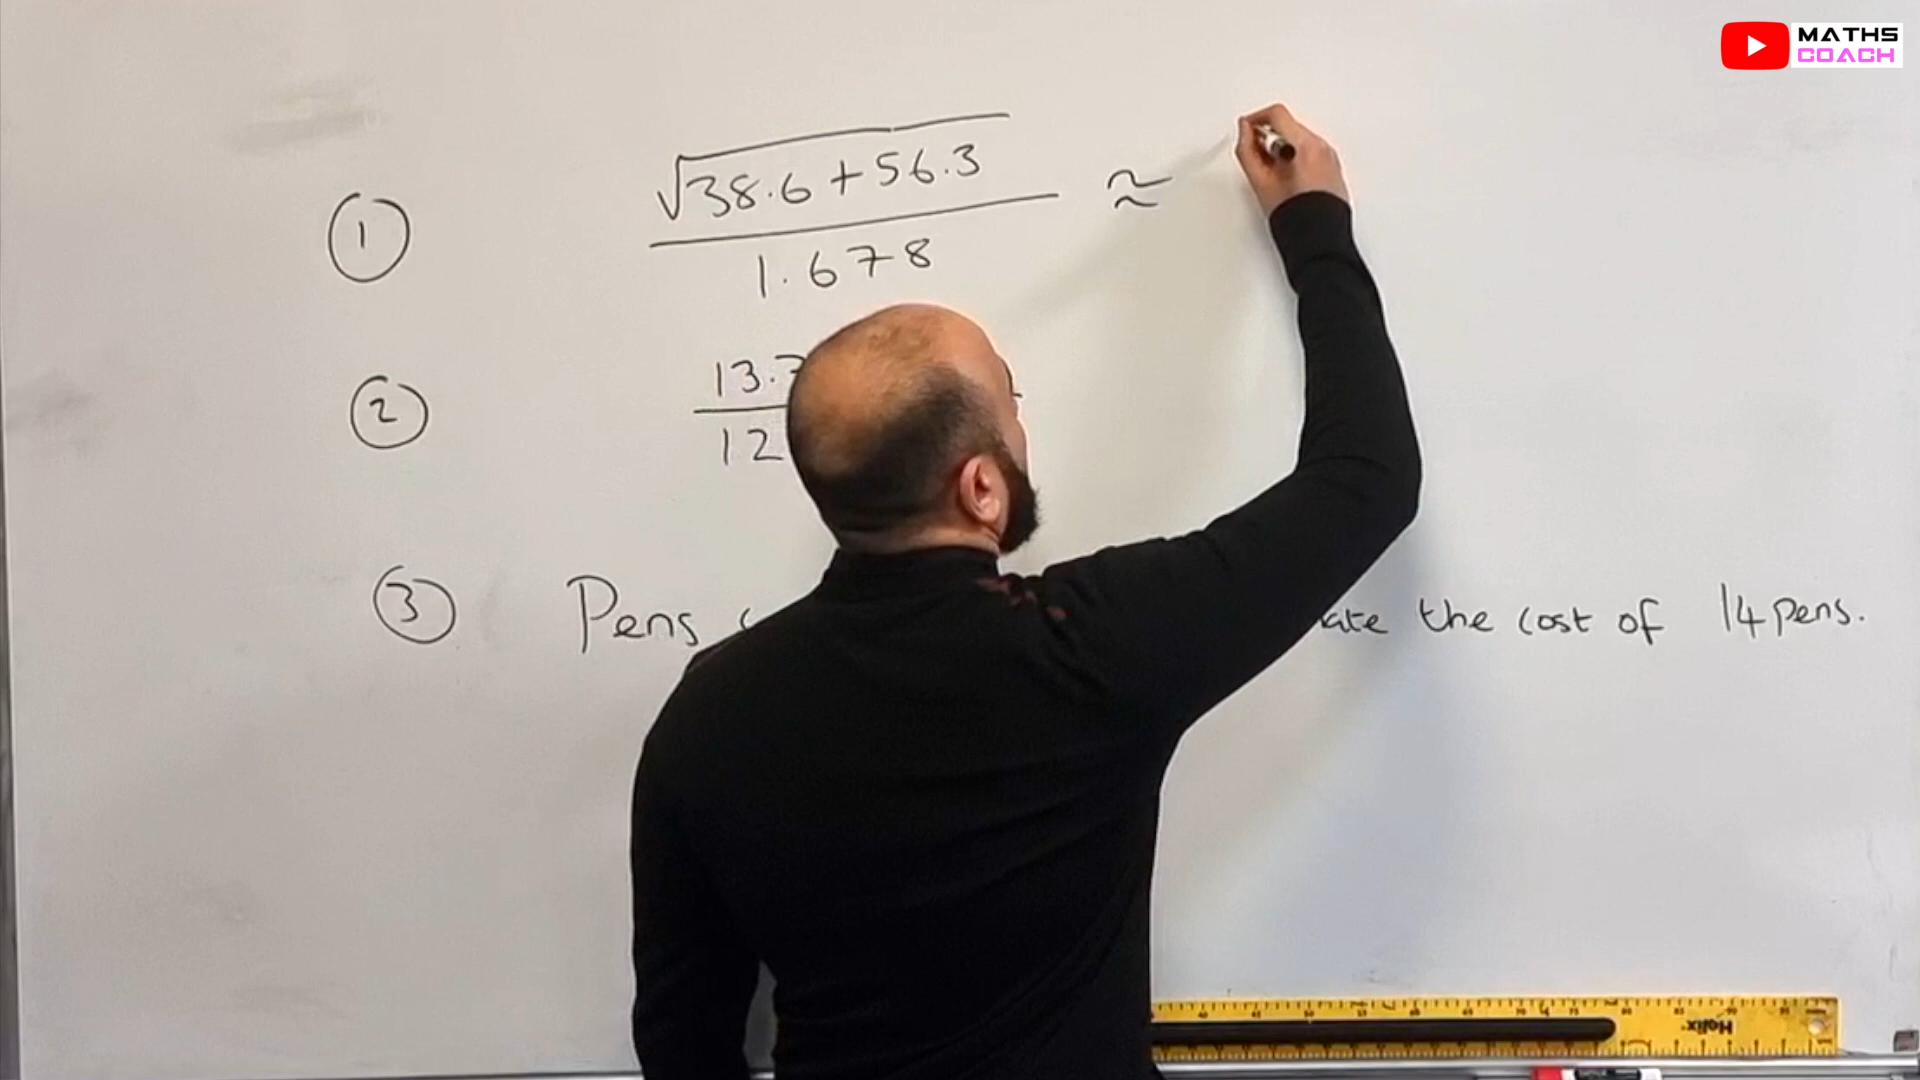 MATHS
COACH
① √38.6 + 56.3 ≈
1.678
② 13.
12
③ Pens the cost of 14 pens.
Helix